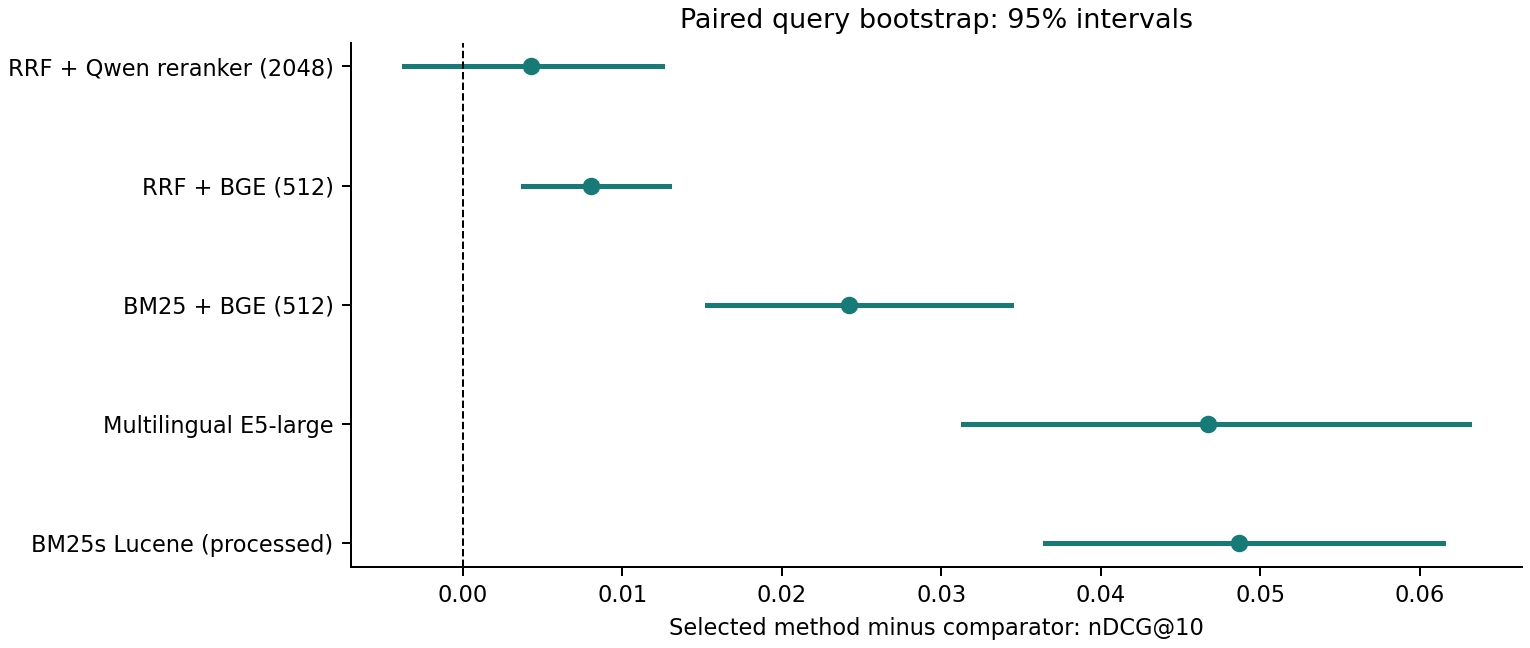 Paired query bootstrap: 95% intervals
RRF + Qwen reranker (2048)
RRF + BGE (512)
BM25 + BGE (512)
Multilingual E5-large
BM25s Lucene (processed)
0.00 0.01 0.02 0.03 0.04 0.05 0.06
Selected method minus comparator: nDCG@10